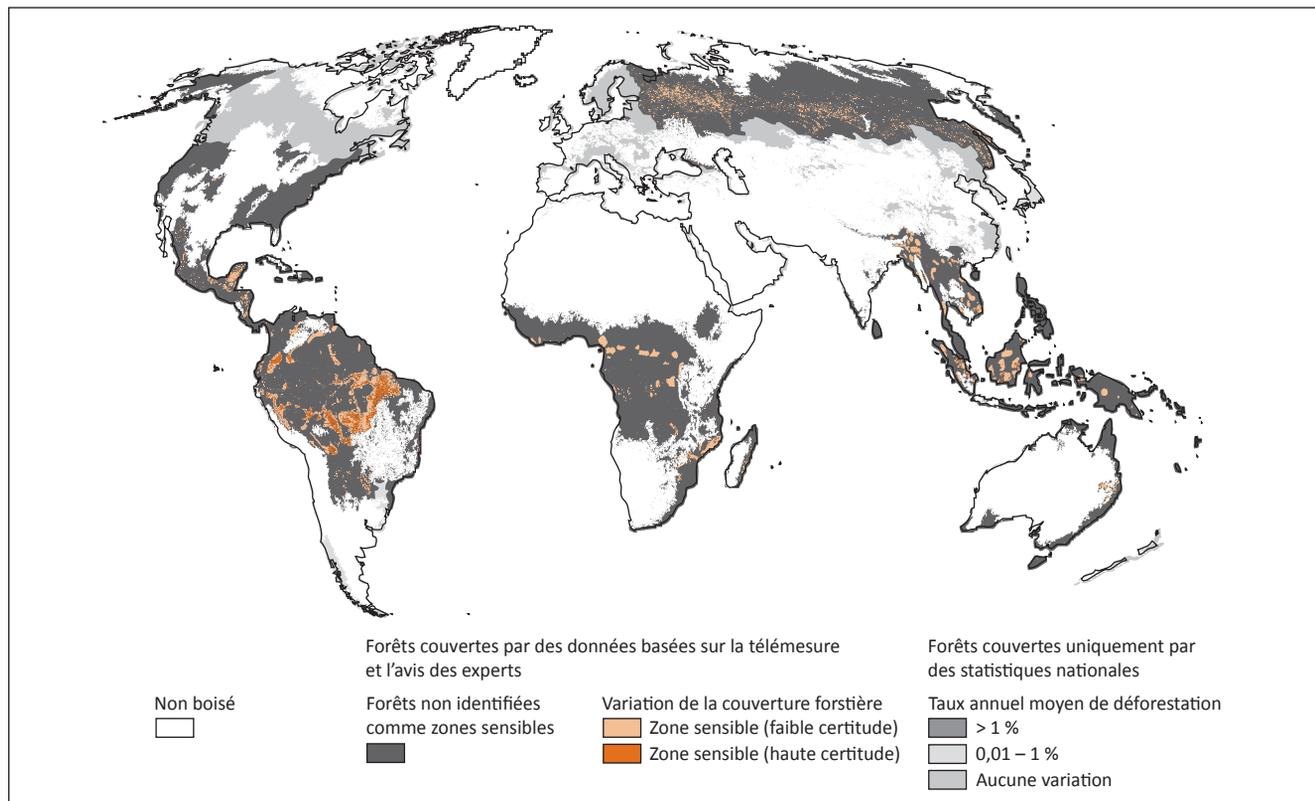 Forêts couvertes par des données basées sur la télémesure
et l'avis des experts
Forêts couvertes uniquement par
des statistiques nationales
Non boisé
Forêts non identifiées
comme zones sensibles
Variation de la couverture forstière
Zone sensible (faible certitude)
Zone sensible (haute certitude)
Taux annuel moyen de déforestation
> 1 %
0,01 – 1 %
Aucune variation